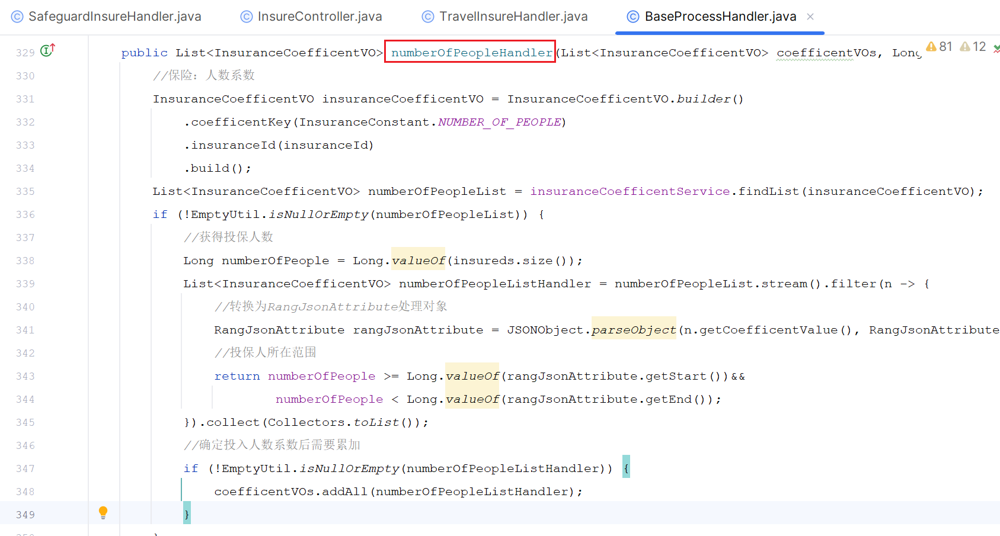 SafeguardInsureHandler.java InsureController.java TravelInsureHandler.java BaseProcessHandler.java
81 12
329 public List<InsuranceCoefficentVO> numberOfPeopleHandler(List<InsuranceCoefficentVO> coefficentVOs, Long
330 //保险：人数系数
331 InsuranceCoefficentVO insuranceCoefficentVO = InsuranceCoefficentVO.builder()
332 .coefficentKey(InsuranceConstant.NUMBER_OF_PEOPLE)
333 .insuranceId(insuranceId)
334 .build();
335 List<InsuranceCoefficentVO> numberOfPeopleList = insuranceCoefficentService.findList(insuranceCoefficentVO);
336 if (!EmptyUtil.isNullOrEmpty(numberOfPeopleList)) {
337 //获得投保人数
338 Long numberOfPeople = Long.valueOf(insureds.size());
339 List<InsuranceCoefficentVO> numberOfPeopleListHandler = numberOfPeopleList.stream().filter(n -> {
340 //转换为RangJsonAttribute处理对象
341 RangJsonAttribute rangJsonAttribute = JSONObject.parseObject(n.getCoefficentValue(), RangJsonAttribute
342 //投保人所在范围
343 return numberOfPeople >= Long.valueOf(rangJsonAttribute.getStart())&&
344 numberOfPeople < Long.valueOf(rangJsonAttribute.getEnd());
345 }).collect(Collectors.toList());
346 //确定投入人数系数后需要累加
347 if (!EmptyUtil.isNullOrEmpty(numberOfPeopleListHandler)) {
348 coefficentVOs.addAll(numberOfPeopleListHandler);
349 }